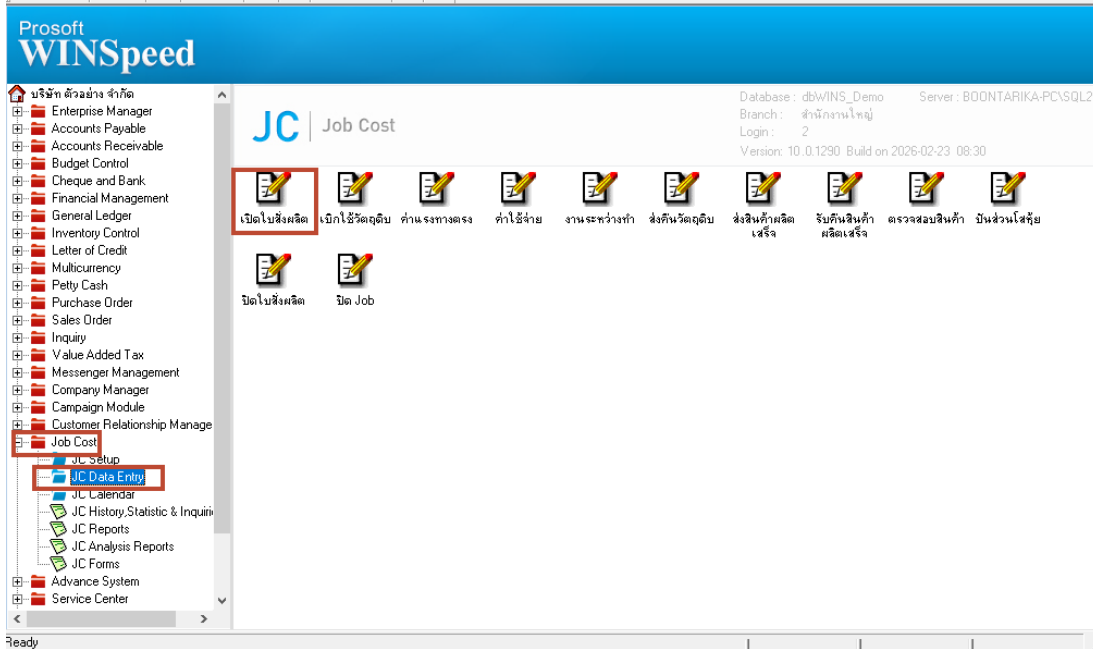 Prosoft
WINSpeed
บริษัท ตัวอย่าง จำกัด
Enterprise Manager
Accounts Payable
Accounts Receivable
Budget Control
Cheque and Bank
Financial Management
General Ledger
Inventory Control
Letter of Credit
Multicurrency
Petty Cash
Purchase Order
Sales Order
Inquiry
Value Added Tax
Messenger Management
Company Manager
Campaign Module
Customer Relationship Manage
Job Cost
JC Setup
JC Data Entry
JC Calendar
JC History,Statistic & Inquiri
JC Reports
JC Analysis Reports
JC Forms
Advance System
Service Center
JC Job Cost
Database : dbWINS_Demo Server : BOONTARIKA-PC\SQL2
Branch : สำนักงานใหญ่
Login : 2
Version: 10.0.1290 Build on 2026-02-23 08:30
เปิดใบสั่งผลิต เบิกใช้วัตถุดิบ ค่าแรงทางตรง ค่าใช้จ่าย งานระหว่างทำ ส่งคืนวัตถุดิบ ส่งสินค้าผลิตเสร็จ รับคืนสินค้าผลิตเสร็จ ตรวจสอบสินค้า ปันส่วนโสหุ้ย
ปิดใบสั่งผลิต ปิด Job
Ready